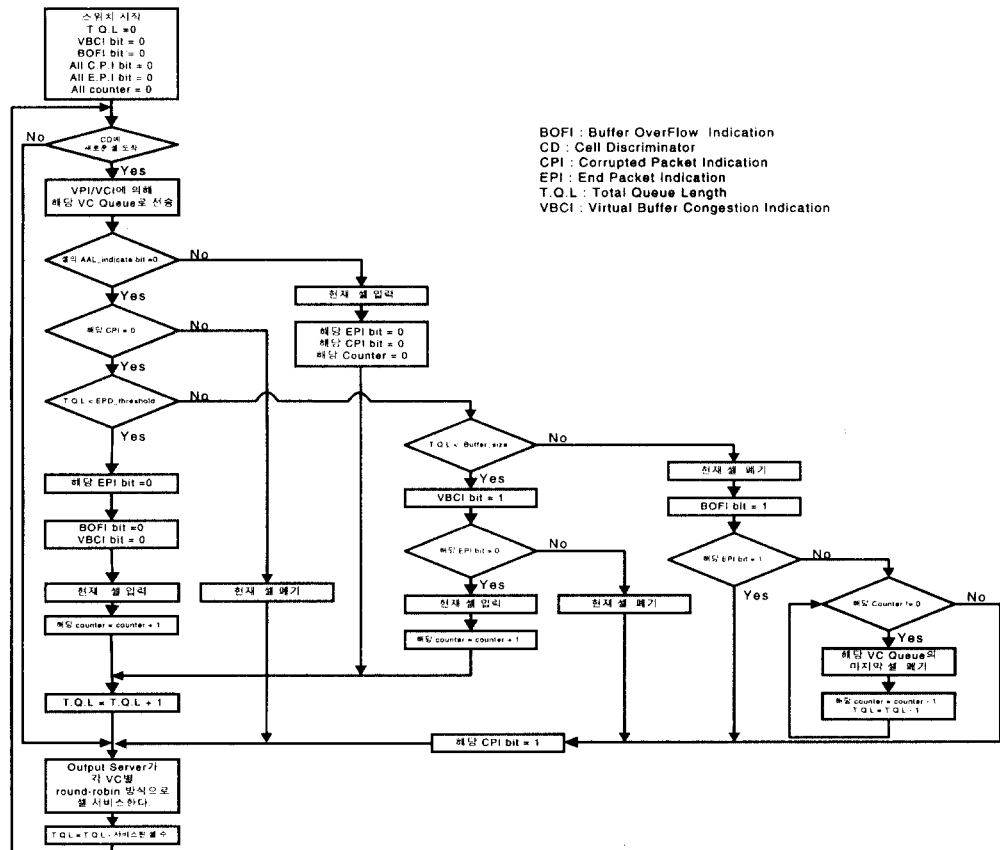 스위치 시작
T.Q.L =0
VBCI bit = 0
BOFI bit = 0
All C.P.I bit = 0
All E.P.I bit = 0
All counter = 0
No
CD에
새로운 셀 도착
Yes
BOFI : Buffer OverFlow Indication
CD : Cell Discriminator
CPI : Corrupted Packet Indication
EPI : End Packet Indication
T.Q.L : Total Queue Length
VBCI : Virtual Buffer Congestion Indication
VPI/VCI에 의해
해당 VC Queue로 전송
셀의 AAL_indicate bit =0
No
Yes
현재 셀 입력
해당 CPI = 0
No
Yes
해당 EPI bit = 0
해당 CPI bit = 0
해당 Counter = 0
T.Q.L < EPD_threshold
No
Yes
T.Q.L < Buffer_size
No
Yes
현재 셀 폐기
해당 EPI bit =0
VBCI bit = 1
BOFI bit = 1
BOFI bit =0
VBCI bit = 0
해당 EPI bit = 0
No
Yes
해당 EPI bit = 1
No
Yes
현재 셀 입력
현재 셀 폐기
현재 셀 입력
현재 셀 폐기
해당 Counter != 0
No
Yes
해당 counter = counter + 1
해당 counter = counter + 1
해당 VC Queue의
마지막 셀 폐기
T.Q.L = T.Q.L + 1
해당 counter = counter - 1
TQL = TQL - 1
해당 CPI bit = 1
Output Server가
각 VC별
round-robin 방식으로
셀 서비스한다.
TQL = TQL - 서비스된 셀 수